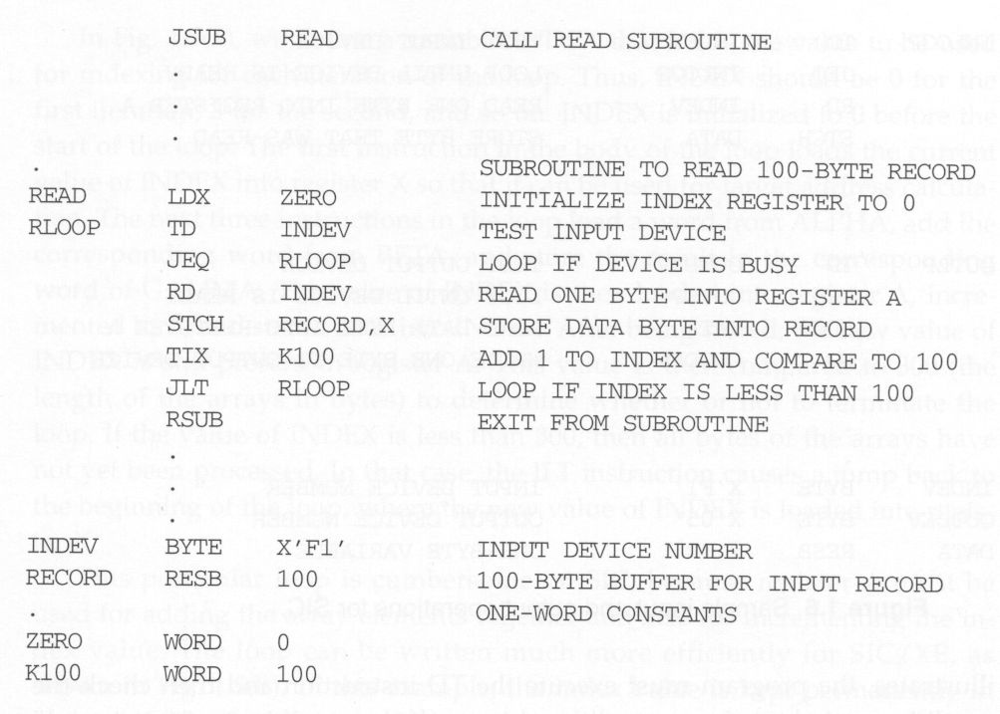 JSUB READ CALL READ SUBROUTINE
.
.
.
. SUBROUTINE TO READ 100-BYTE RECORD
READ LDX ZERO INITIALIZE INDEX REGISTER TO 0
RLOOP TD INDEV TEST INPUT DEVICE
JEQ RLOOP LOOP IF DEVICE IS BUSY
RD INDEV READ ONE BYTE INTO REGISTER A
STCH RECORD,X STORE DATA BYTE INTO RECORD
TIX K100 ADD 1 TO INDEX AND COMPARE TO 100
JLT RLOOP LOOP IF INDEX IS LESS THAN 100
RSUB EXIT FROM SUBROUTINE
.
.
.
INDEV BYTE X'F1' INPUT DEVICE NUMBER
RECORD RESB 100 100-BYTE BUFFER FOR INPUT RECORD
. ONE-WORD CONSTANTS
ZERO WORD 0
K100 WORD 100